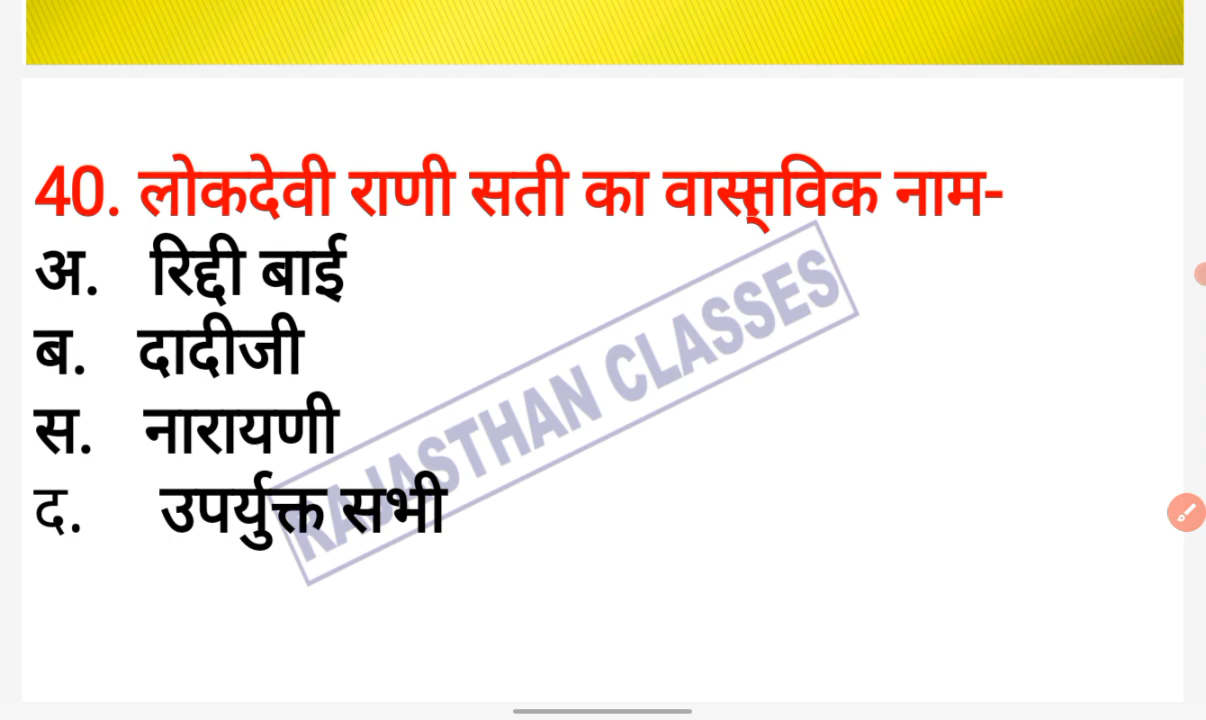 40. लोकदेवी राणी सती का वास्तविक नाम-
अ. रिद्दी बाई
ब. दादीजी
स. नारायणी
द. उपर्युक्त सभी
RAJASTHAN CLASSES